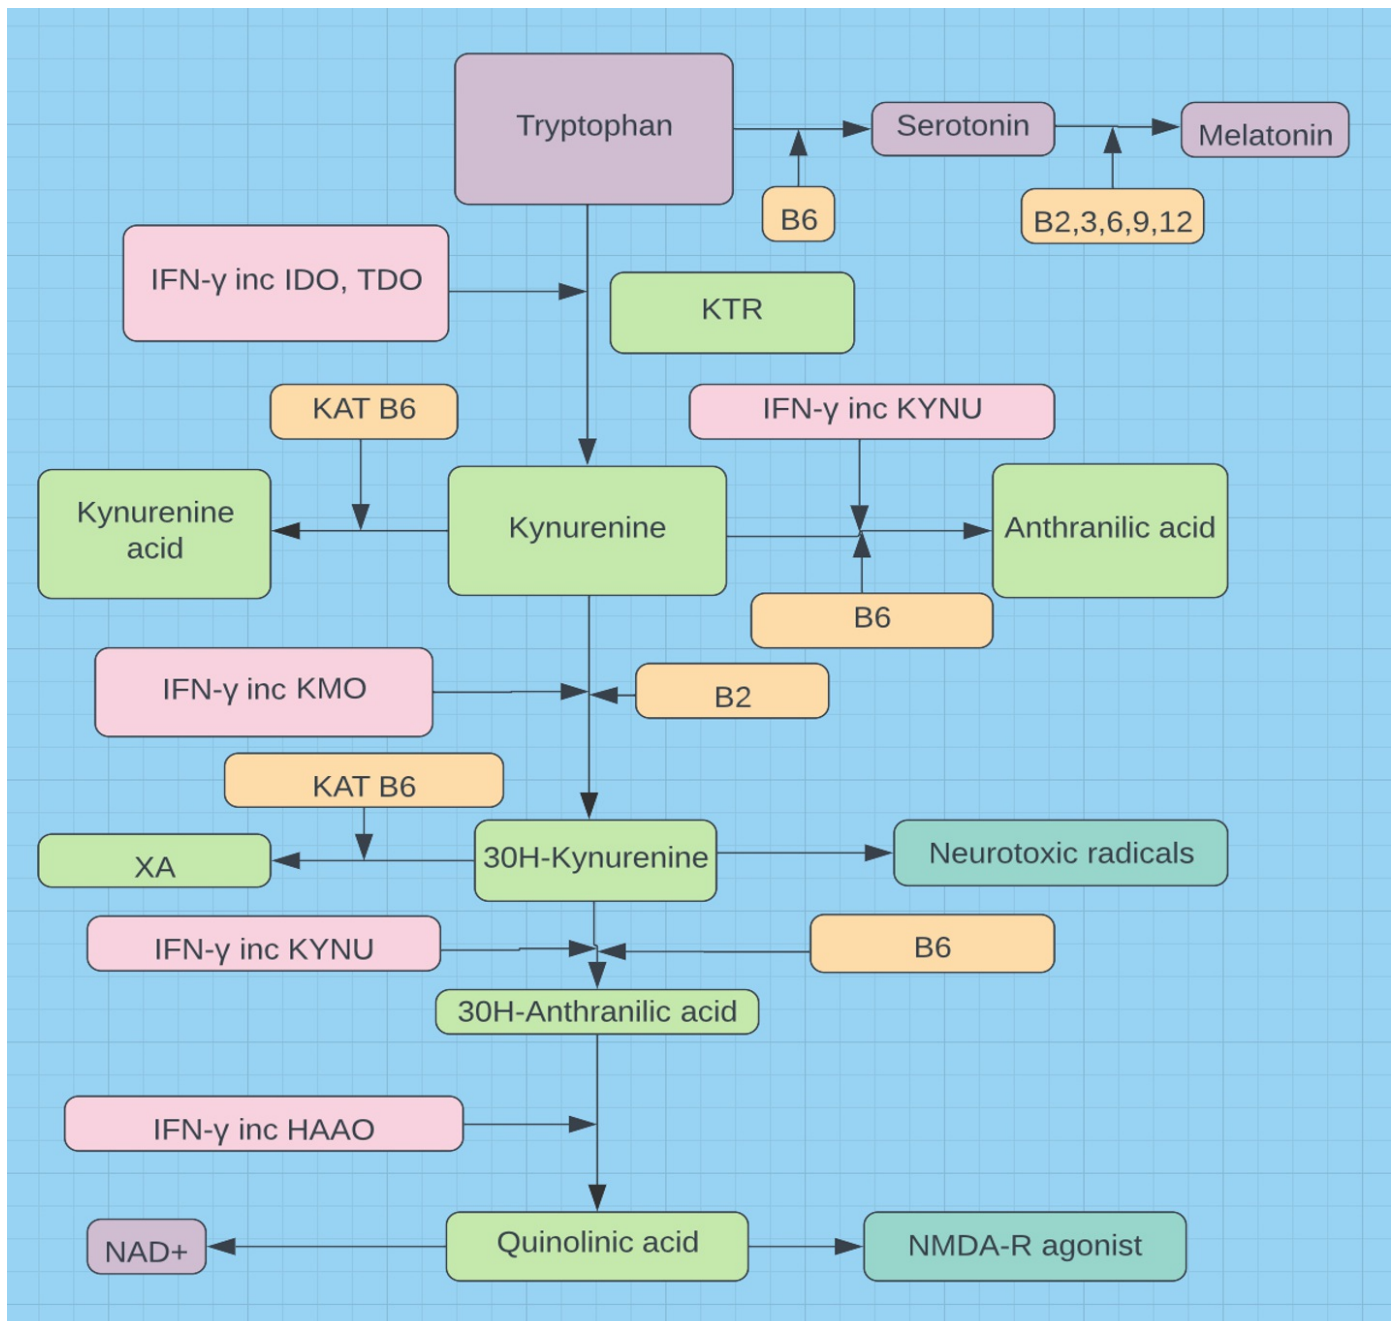 Tryptophan
Serotonin
Melatonin
B6
B2,3,6,9,12
IFN-γ inc IDO, TDO
KTR
KAT B6
IFN-γ inc KYNU
Kynurenine
acid
Kynurenine
Anthranilic acid
B6
IFN-γ inc KMO
B2
KAT B6
XA
30H-Kynurenine
Neurotoxic radicals
IFN-γ inc KYNU
B6
30H-Anthranilic acid
IFN-γ inc HAAO
NAD+
Quinolinic acid
NMDA-R agonist